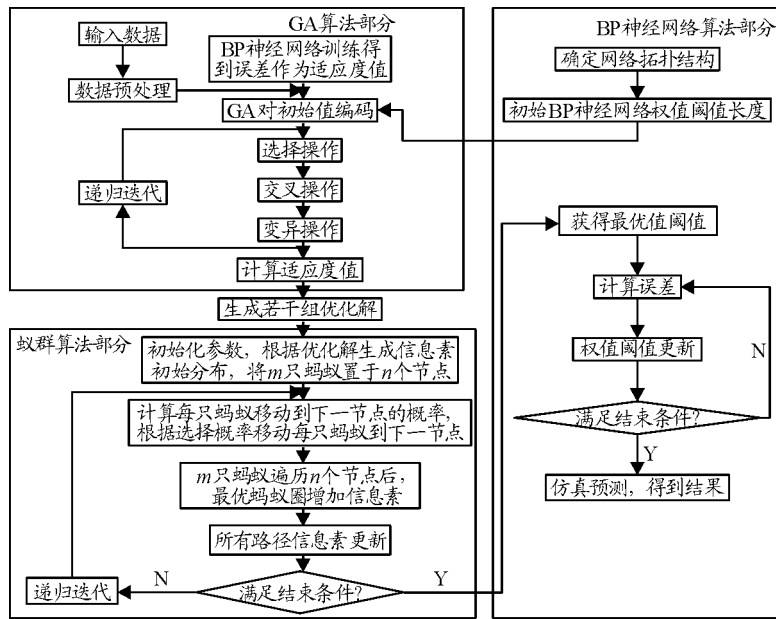 GA算法部分
输入数据
BP神经网络训练得
到误差作为适应度值
数据预处理
GA对初始值编码
选择操作
交叉操作
递归迭代
变异操作
计算适应度值
生成若干组优化解
蚁群算法部分
初始化参数，根据优化解生成信息素
初始分布，将m只蚂蚁置于n个节点
计算每只蚂蚁移动到下一节点的概率，
根据选择概率移动每只蚂蚁到下一节点
m只蚂蚁遍历n个节点后，
最优蚂蚁圈增加信息素
所有路径信息素更新
满足结束条件?
N
Y
递归迭代
BP神经网络算法部分
确定网络拓扑结构
初始BP神经网络权值阈值长度
获得最优值阈值
计算误差
权值阈值更新
N
满足结束条件?
Y
仿真预测，得到结果